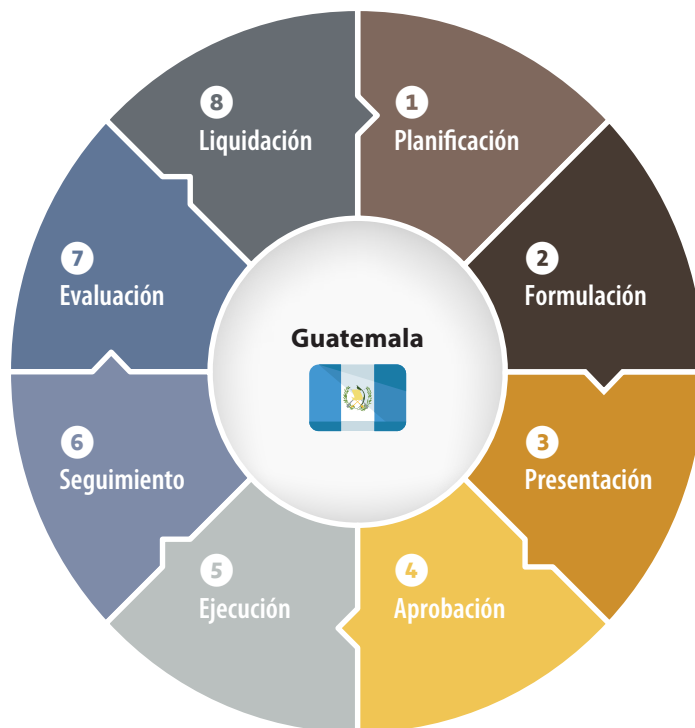 1
Planificación
2
Formulación
3
Presentación
4
Aprobación
5
Ejecución
6
Seguimiento
7
Evaluación
8
Liquidación
Guatemala